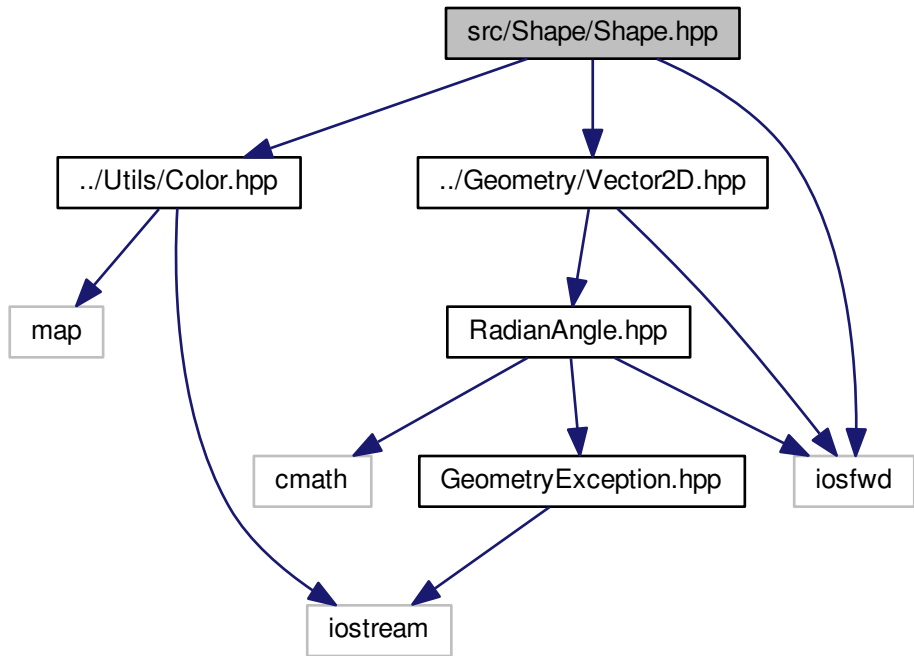 src/Shape/Shape.hpp
../Utils/Color.hpp
../Geometry/Vector2D.hpp
map
RadianAngle.hpp
cmath
GeometryException.hpp
iosfwd
iostream